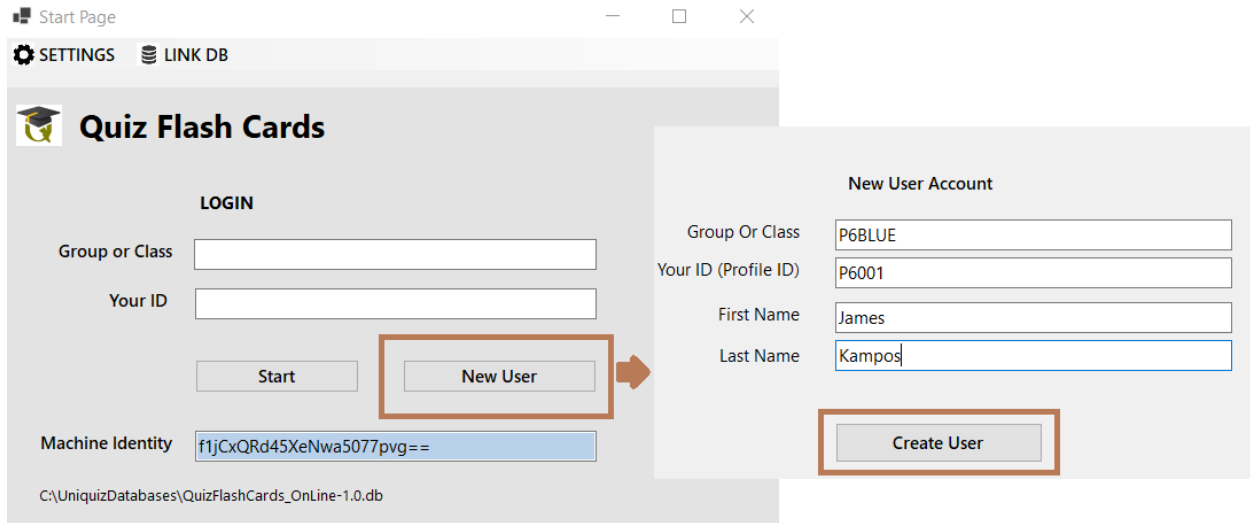 Start Page
SETTINGS LINK DB
Quiz Flash Cards
LOGIN
Group or Class
Your ID
Start New User
Machine Identity f1jCxQRd45XeNwa5077pvg==
C:\UniquizDatabases\QuizFlashCards_OnLine-1.0.db
New User Account
Group Or Class P6BLUE
Your ID (Profile ID) P6001
First Name James
Last Name Kampos
Create User